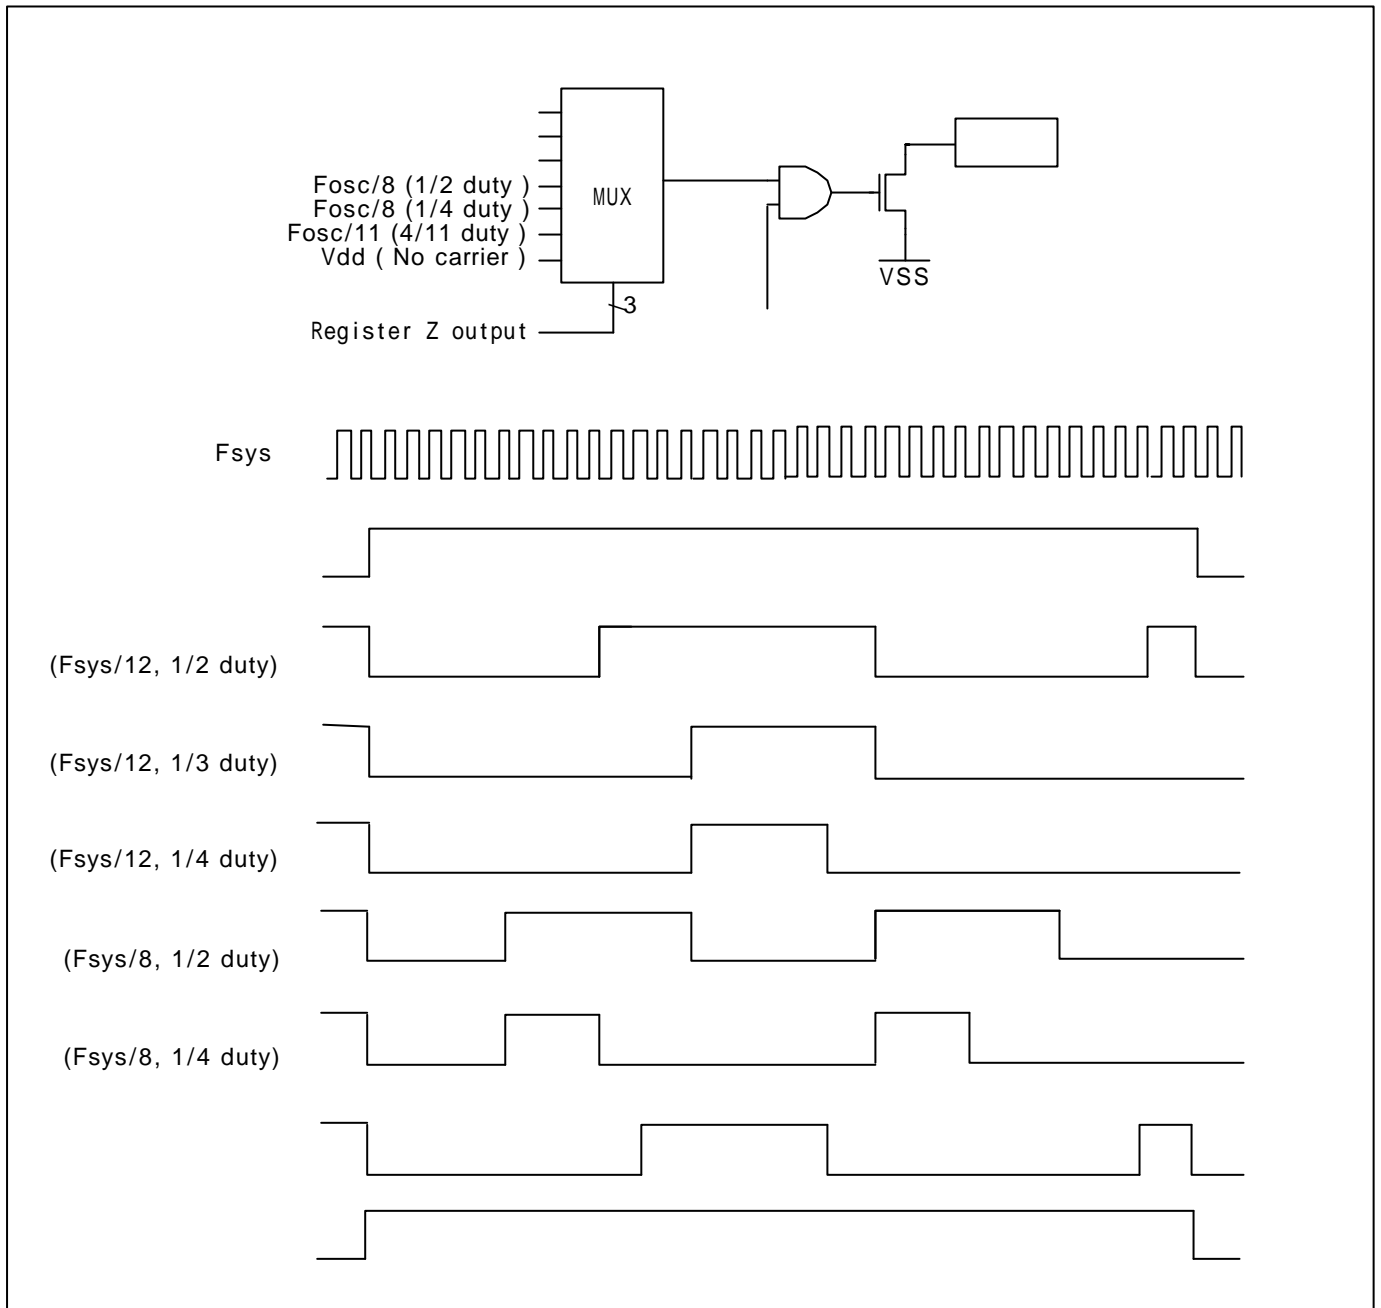 Fosc/8 (1/2 duty )
Fosc/8 (1/4 duty )
Fosc/11 (4/11 duty )
Vdd ( No carrier )
MUX
VSS
3
Register Z output
Fsys
(Fsys/12, 1/2 duty)
(Fsys/12, 1/3 duty)
(Fsys/12, 1/4 duty)
(Fsys/8, 1/2 duty)
(Fsys/8, 1/4 duty)